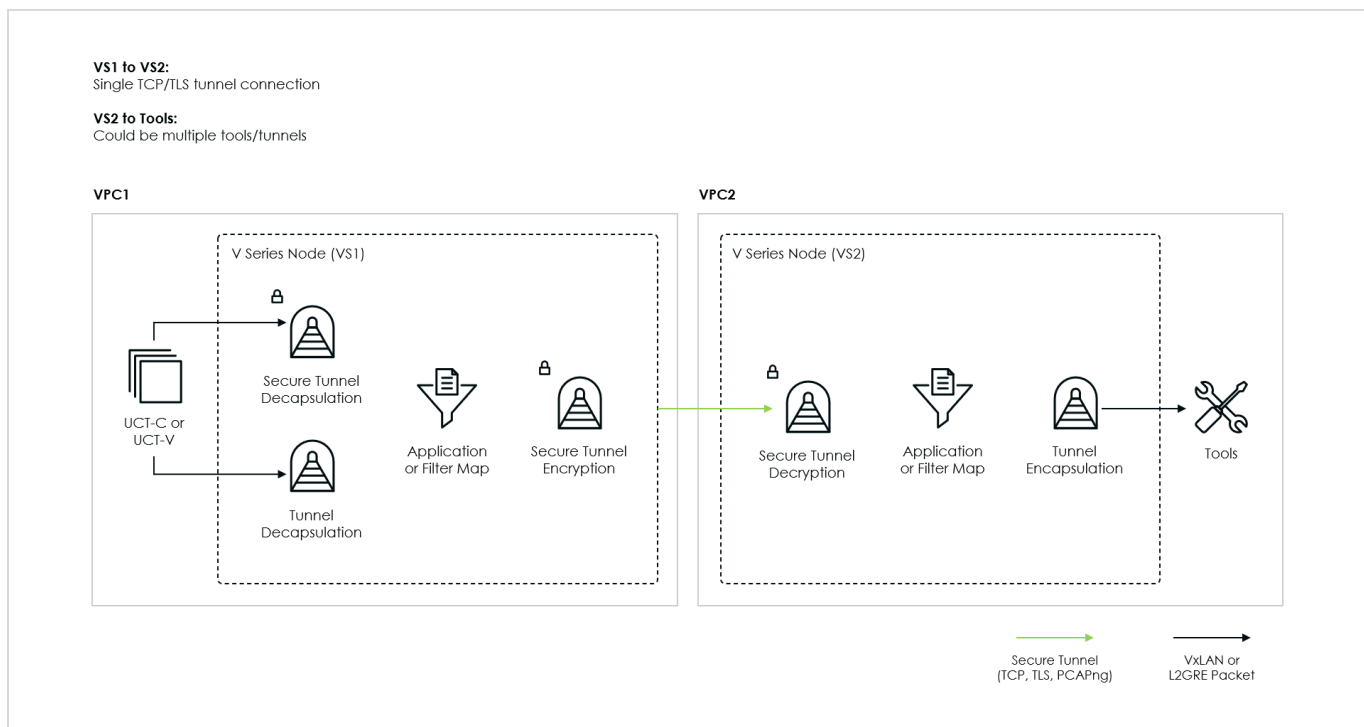 VS1 to VS2:
Single TCP/TLS tunnel connection
VS2 to Tools:
Could be multiple tools/tunnels
VPC1
V Series Node (VS1)
UCT-C or
UCT-V
Secure Tunnel
Decapsulation
Tunnel
Decapsulation
Application
or Filter Map
Secure Tunnel
Encryption
VPC2
V Series Node (VS2)
Secure Tunnel
Decryption
Application
or Filter Map
Tunnel
Encapsulation
Tools
Secure Tunnel
(TCP, TLS, PCAPng)
VxLAN or
L2GRE Packet